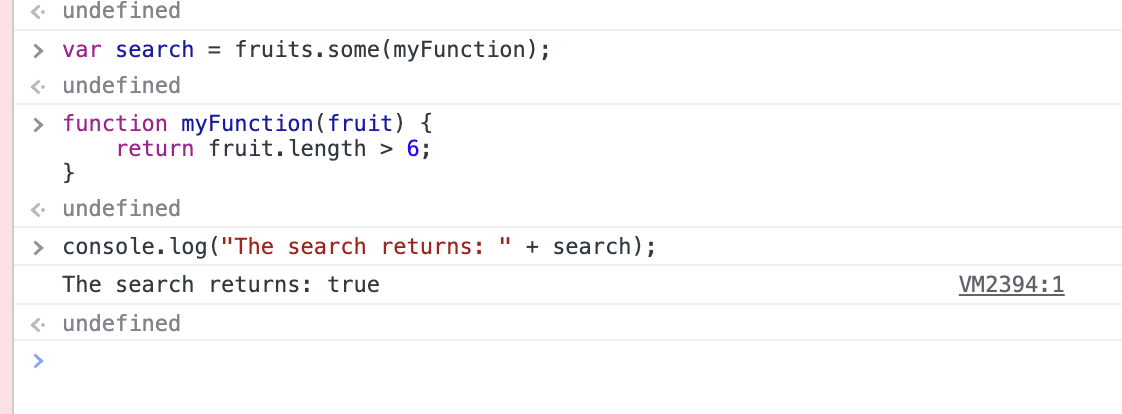 undefined
var search = fruits.some(myFunction);
undefined
function myFunction(fruit) {
    return fruit.length > 6;
}
undefined
console.log("The search returns: " + search);
The search returns: true VM2394:1
undefined